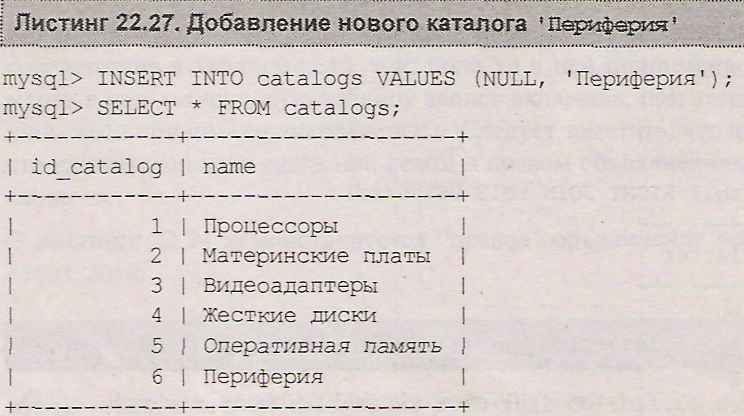 Листинг 22.27. Добавление нового каталога 'Периферия'
mysql> INSERT INTO catalogs VALUES (NULL, 'Периферия');
mysql> SELECT * FROM catalogs;
+------------+------------------+
| id_catalog | name             |
+------------+------------------+
|          1 | Процессоры       |
|          2 | Материнские платы |
|          3 | Видеоадаптеры    |
|          4 | Жесткие диски    |
|          5 | Оперативная память |
|          6 | Периферия        |
+------------+------------------+